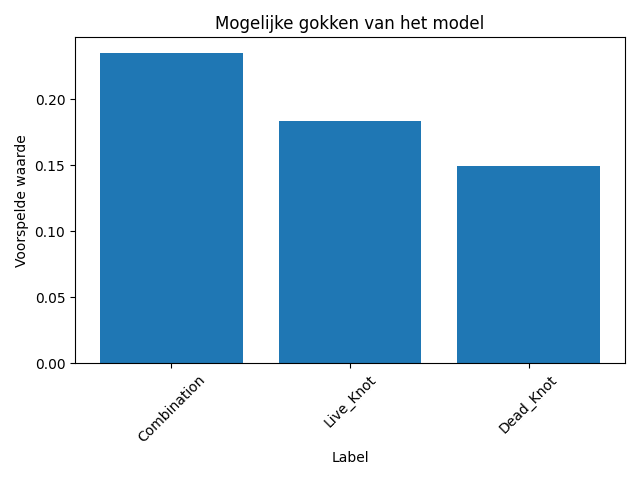 Mogelijke gokken van het model
Voorspelde waarde
0.20
0.15
0.10
0.05
0.00
Combination
Live_Knot
Dead_Knot
Label